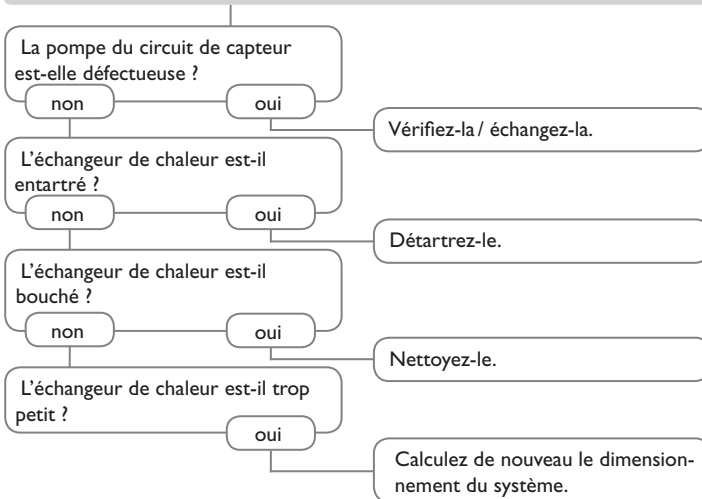 La pompe du circuit de capteur
est-elle défectueuse ?
non
oui
Vérifiez-la / échangez-la.
L'échangeur de chaleur est-il
entartré ?
non
oui
Détartrez-le.
L'échangeur de chaleur est-il
bouché ?
non
oui
Nettoyez-le.
L'échangeur de chaleur est-il trop
petit ?
oui
Calculez de nouveau le dimension-
nement du système.